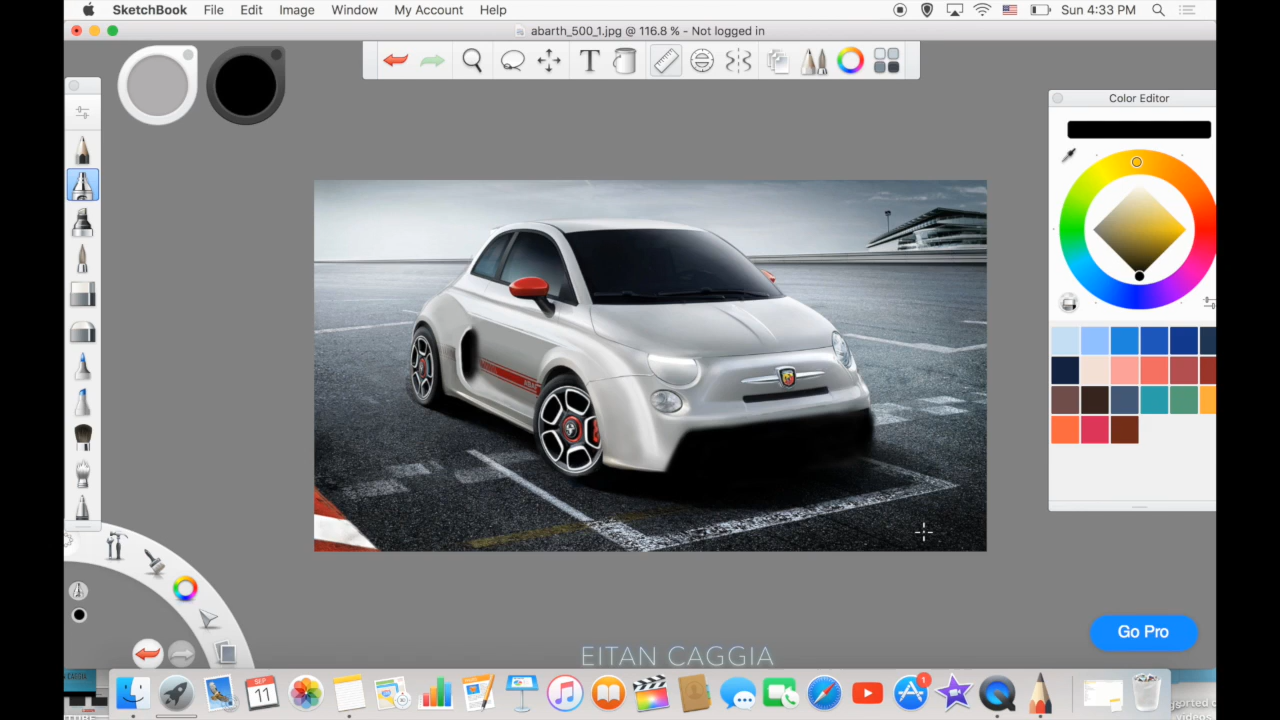 SketchBook File Edit Image Window My Account Help Sun 4:33 PM
abarth_500_1.jpg @ 116.8 % - Not logged in
T
Color Editor
Go Pro
EITAN CAGGIA
SEP
11
1